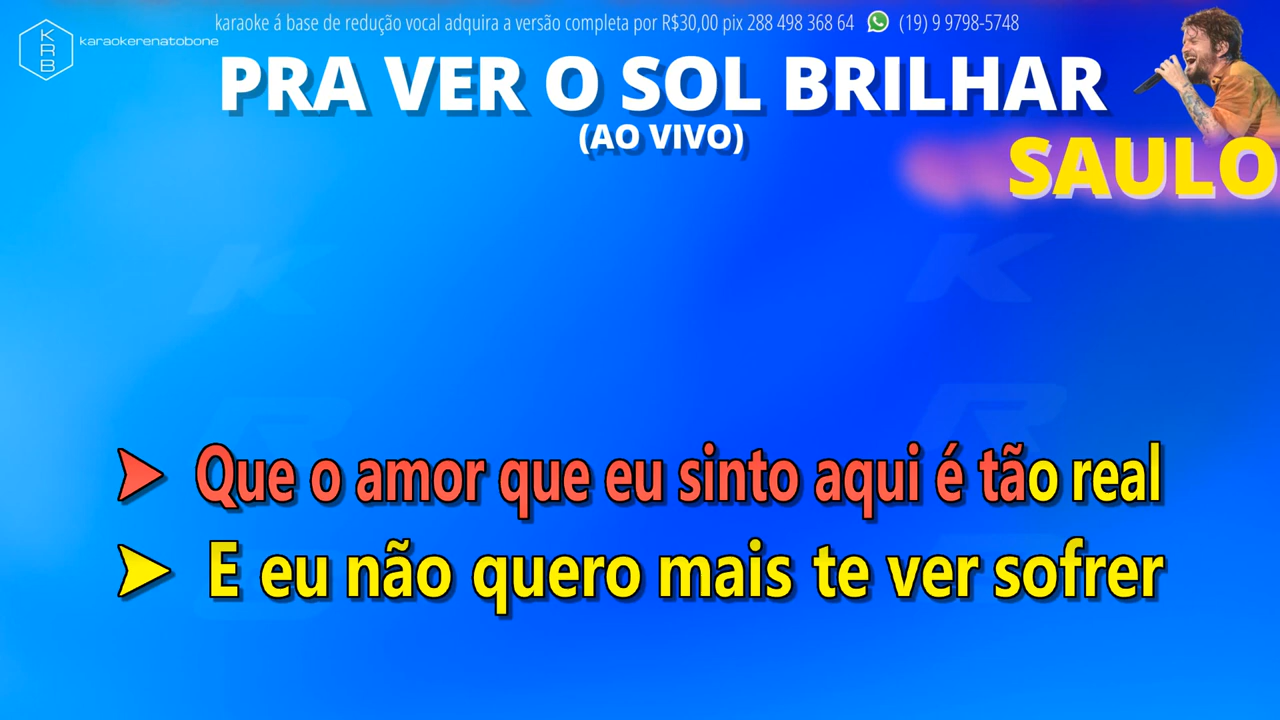 karaoke á base de redução vocal adquira a versão completa por R$30,00 pix 288 498 368 64 (19) 9 9798-5748
KRB
karaokerenatobone
PRA VER O SOL BRILHAR
(AO VIVO)
SAULO
K K
R R
Que o amor que eu sinto aqui é tão real
E eu não quero mais te ver sofrer